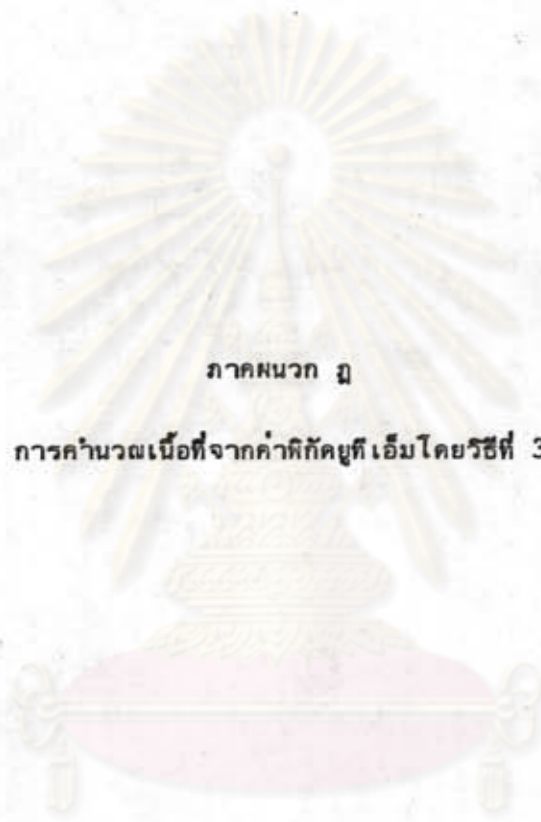 ภาคผนวก ฎ
การคำนวณเนื้อที่จากค่าพิกัดยูทีเอ็มโดยวิธีที่ 3